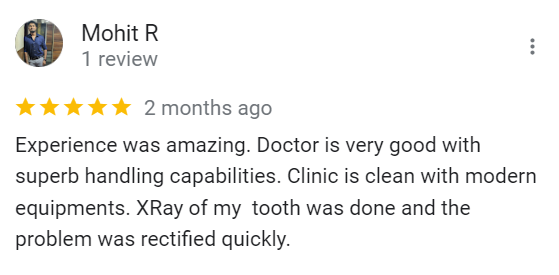 Mohit R
1 review
2 months ago
Experience was amazing. Doctor is very good with
superb handling capabilities. Clinic is clean with modern
equipments. XRay of my  tooth was done and the
problem was rectified quickly.